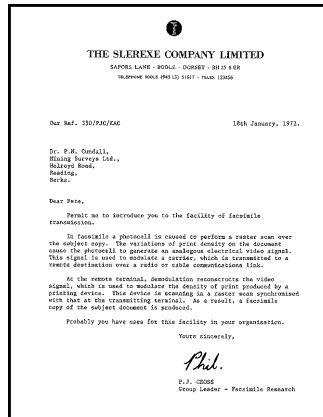 THE SLEREXE COMPANY LIMITED
SAPORS LANE - BOOLE - DORSET - BH 25 8 ER
TELEPHONE BOOLE (945 13) 51617 - TELEX 123456
Our Ref. 350/PJC/EAC 18th January, 1972.
Dr. P.N. Cundall,
Mining Surveys Ltd.,
Holroyd Road,
Reading,
Berks.
Dear Pete,
Permit me to introduce you to the facility of facsimile
transmission.
In facsimile a photocell is caused to perform a raster scan over
the subject copy. The variations of print density on the document
cause the photocell to generate an analogous electrical video signal.
This signal is used to modulate a carrier, which is transmitted to a
remote destination over a radio or cable communications link.
At the remote terminal, demodulation reconstructs the video
signal, which is used to modulate the density of print produced by a
printing device. This device is scanning in a raster scan synchronised
with that at the transmitting terminal. As a result, a facsimile
copy of the subject document is produced.
Probably you have uses for this facility in your organisation.
Yours sincerely,
Phil.
P.J. CROSS
Group Leader - Facsimile Research